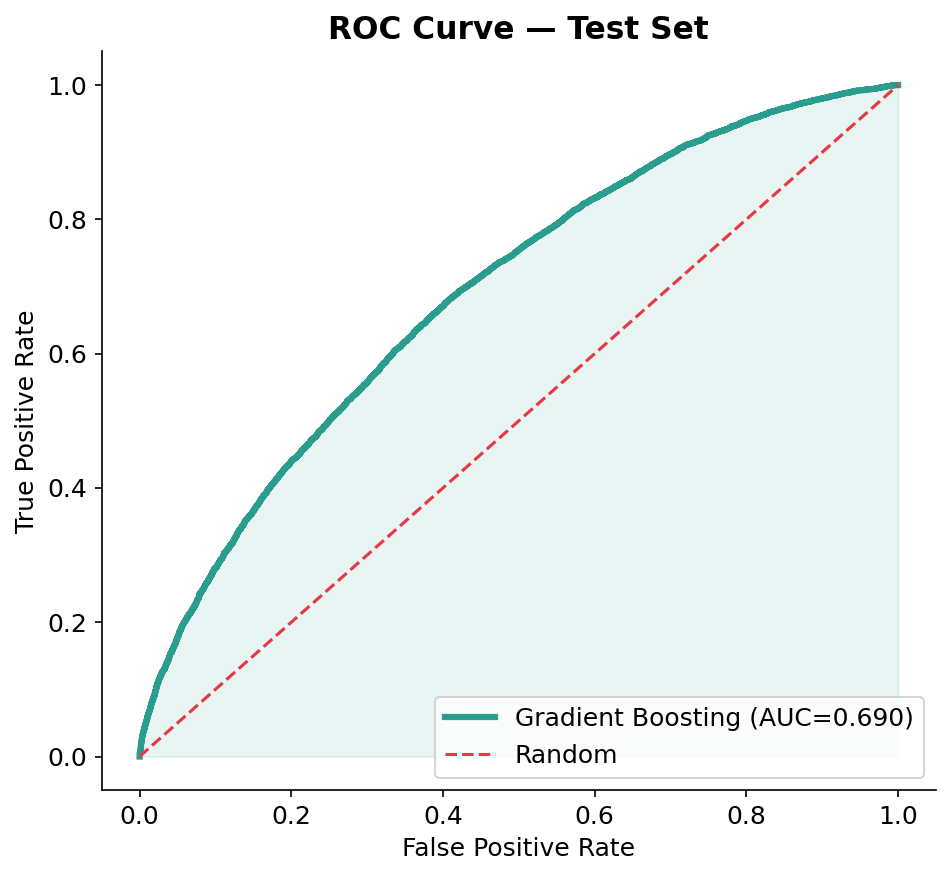 ROC Curve — Test Set
True Positive Rate
1.0
0.8
0.6
0.4
0.2
0.0
Gradient Boosting (AUC=0.690)
Random
0.0 0.2 0.4 0.6 0.8 1.0
False Positive Rate